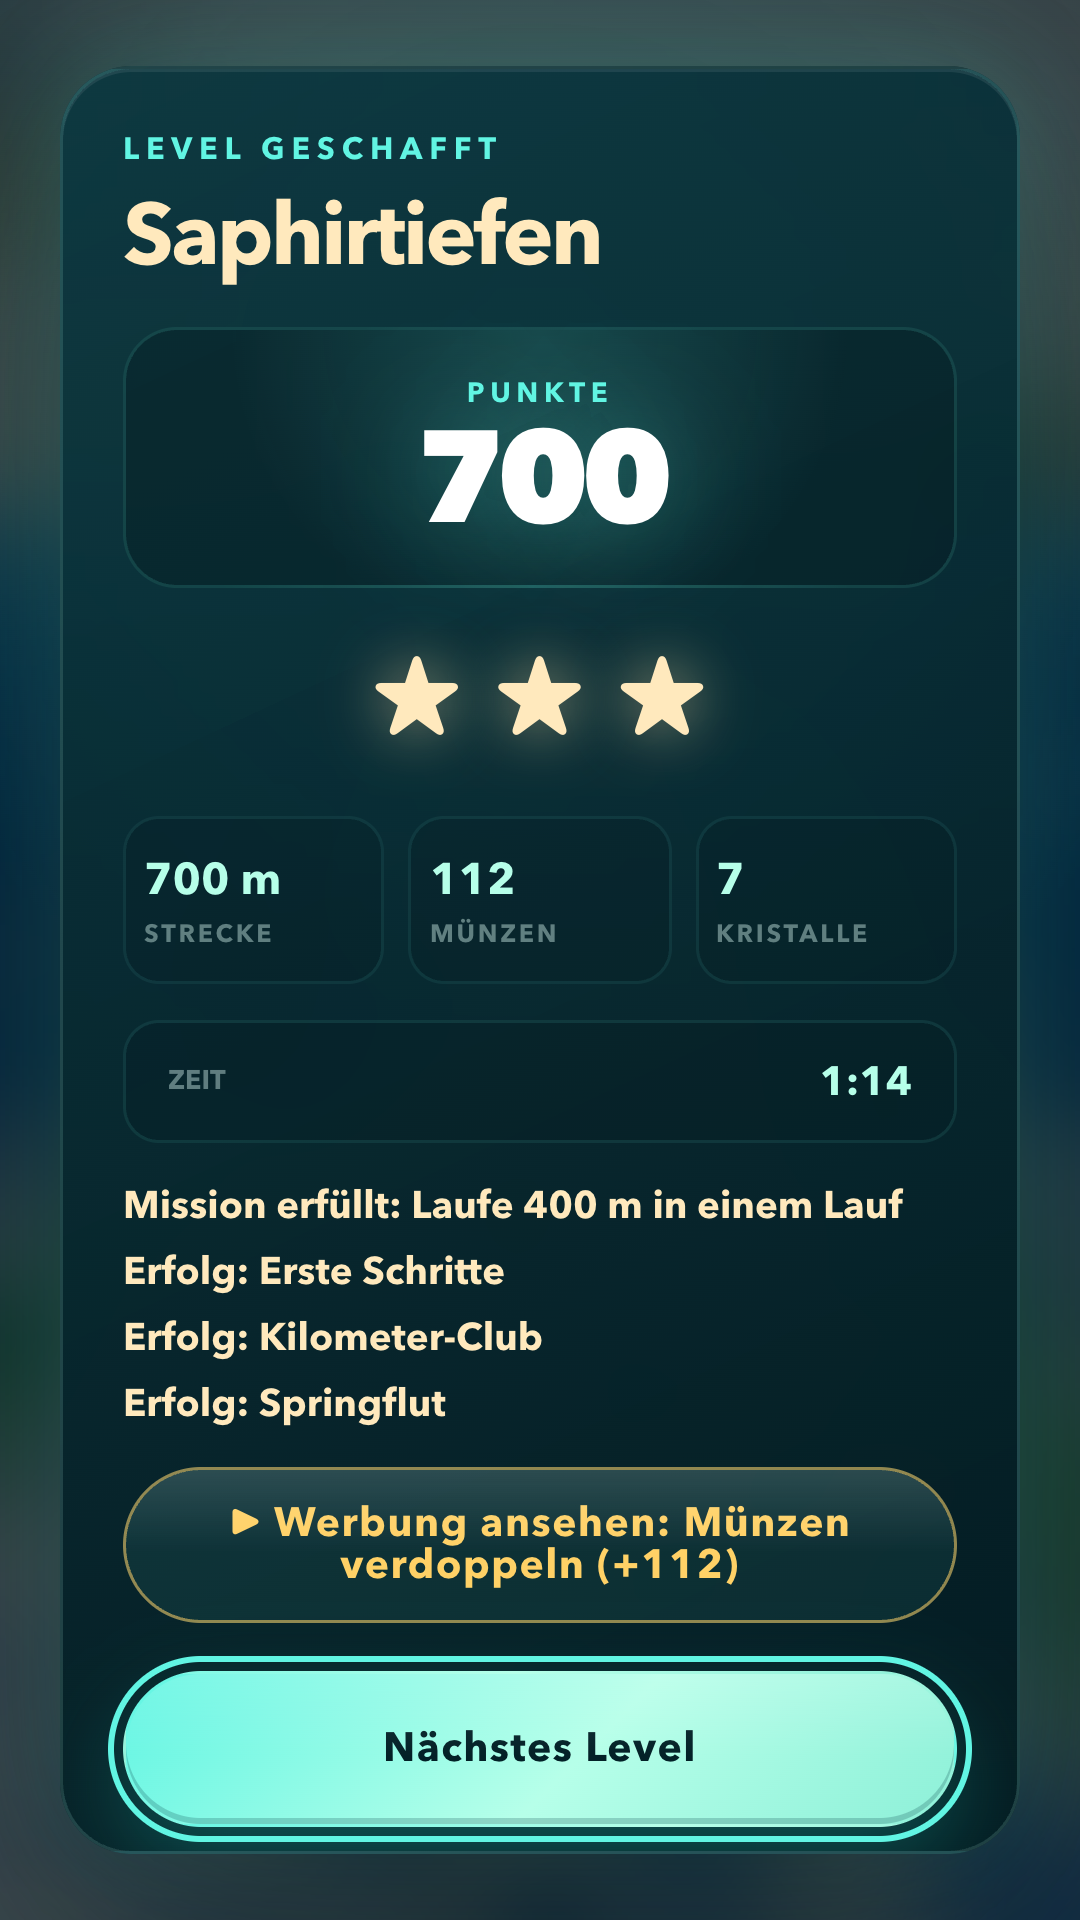 LEVEL GESCHAFFT
Saphirtiefen
PUNKTE
700
700 m
STRECKE
112
MÜNZEN
7
KRISTALLE
ZEIT
1:14
Mission erfüllt: Laufe 400 m in einem Lauf
Erfolg: Erste Schritte
Erfolg: Kilometer-Club
Erfolg: Springflut
Werbung ansehen: Münzen
verdoppeln (+112)
Nächstes Level